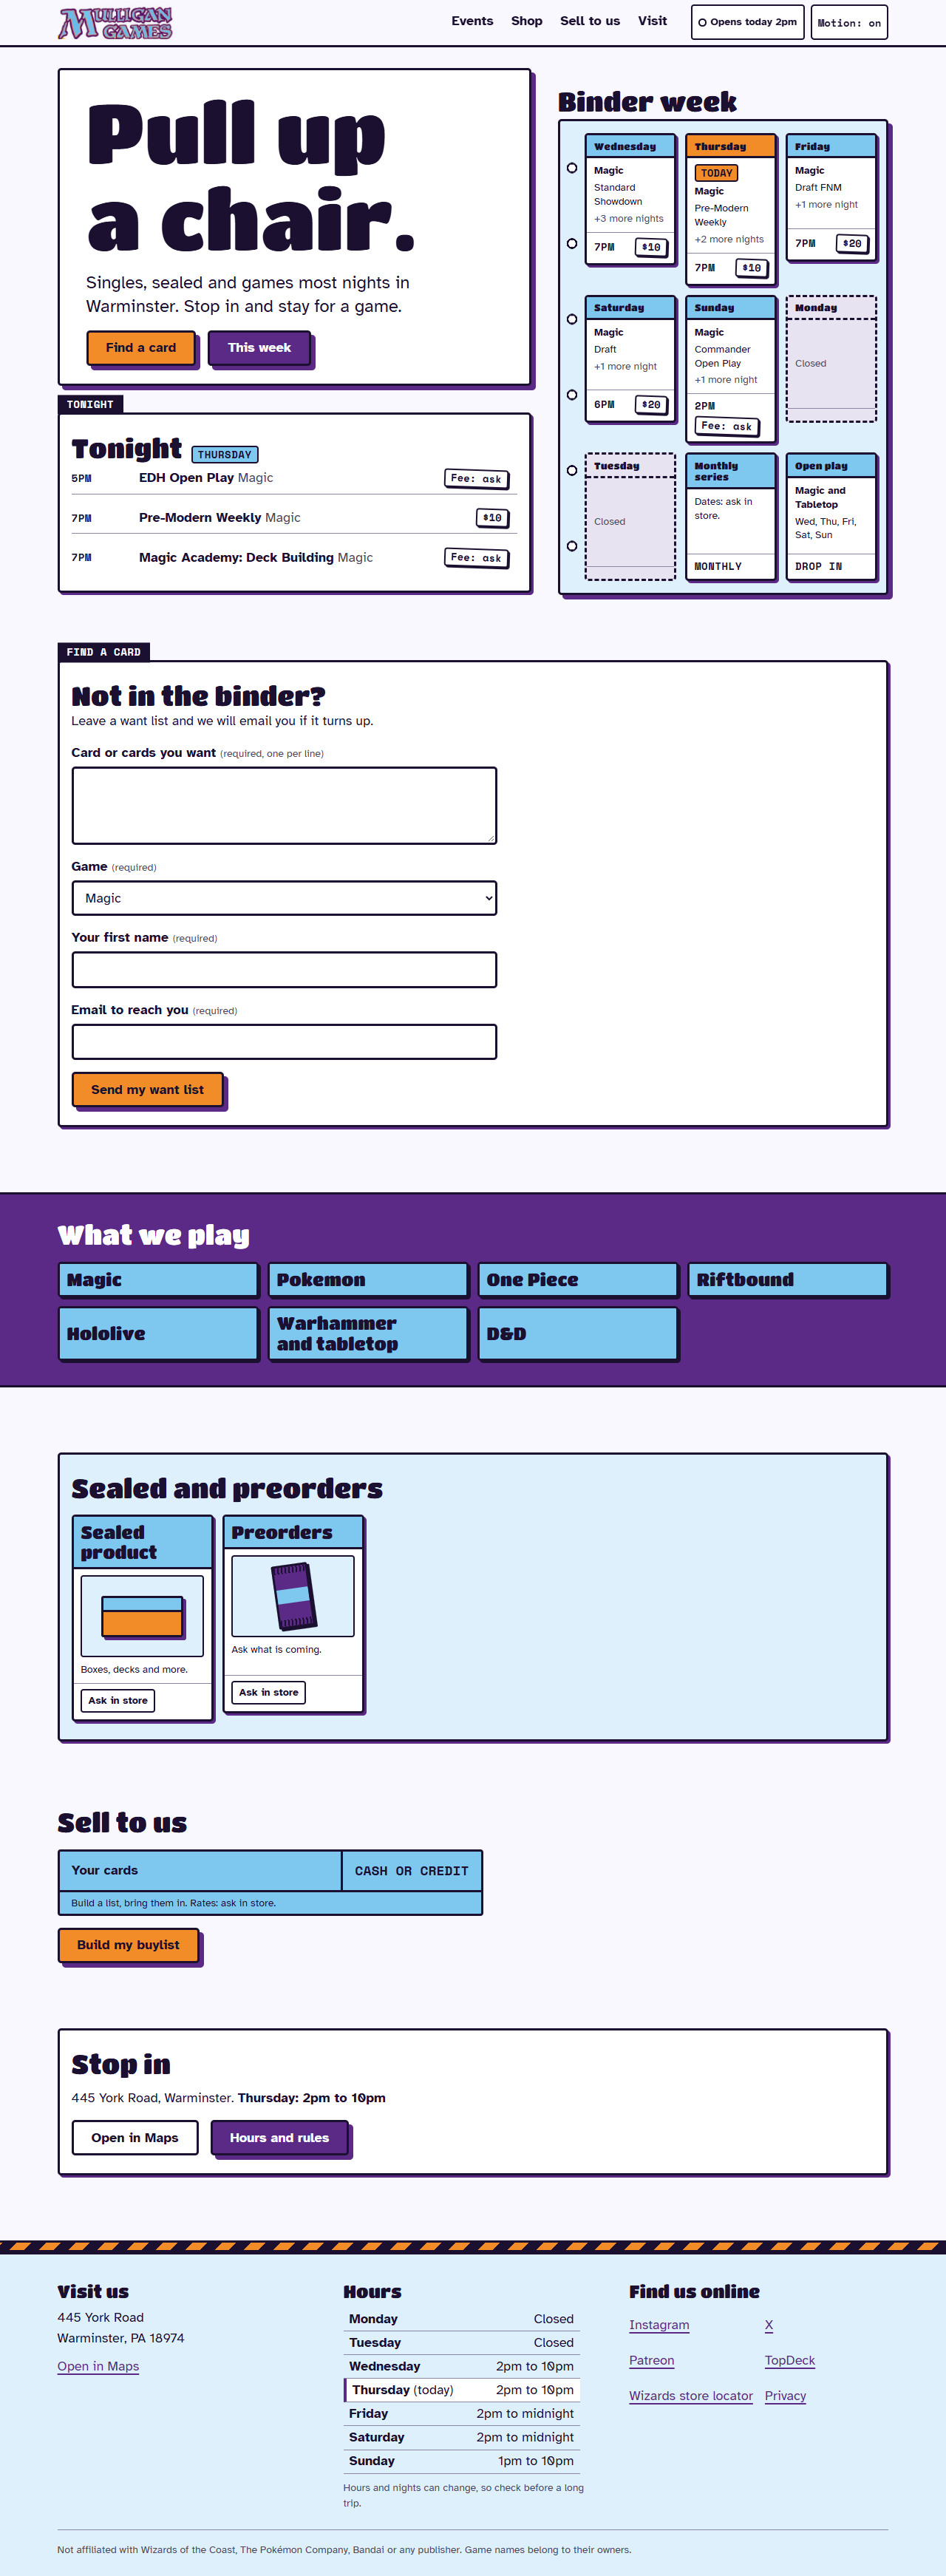 MULLIGAN
GAMES
Events
Shop
Sell to us
Visit
Opens today 2pm
Motion: on
Pull up
a chair.
Singles, sealed and games most nights in
Warminster. Stop in and stay for a game.
Find a card
This week
Binder week
Wednesday
Magic
Standard
Showdown
+3 more nights
7PM
$10
Thursday
TODAY
Magic
Pre-Modern
Weekly
+2 more nights
7PM
$10
Friday
Magic
Draft FNM
+1 more night
7PM
$20
Saturday
Magic
Draft
+1 more night
6PM
$20
Sunday
Magic
Commander
Open Play
+1 more night
2PM
Fee: ask
Monday
Closed
Tuesday
Closed
Monthly
series
Dates: ask in
store.
MONTHLY
Open play
Magic and
Tabletop
Wed, Thu, Fri,
Sat, Sun
DROP IN
TONIGHT
Tonight THURSDAY
5PM EDH Open Play Magic Fee: ask
7PM Pre-Modern Weekly Magic $10
7PM Magic Academy: Deck Building Magic Fee: ask
FIND A CARD
Not in the binder?
Leave a want list and we will email you if it turns up.
Card or cards you want (required, one per line)
Game (required)
Magic
Your first name (required)
Email to reach you (required)
Send my want list
What we play
Magic
Pokemon
One Piece
Riftbound
Hololive
Warhammer
and tabletop
D&D
Sealed and preorders
Sealed
product
Boxes, decks and more.
Ask in store
Preorders
Ask what is coming.
Ask in store
Sell to us
Your cards
CASH OR CREDIT
Build a list, bring them in. Rates: ask in store.
Build my buylist
Stop in
445 York Road, Warminster. Thursday: 2pm to 10pm
Open in Maps
Hours and rules
Visit us
445 York Road
Warminster, PA 18974
Open in Maps
Hours
Monday Closed
Tuesday Closed
Wednesday 2pm to 10pm
Thursday (today) 2pm to 10pm
Friday 2pm to midnight
Saturday 2pm to midnight
Sunday 1pm to 10pm
Hours and nights can change, so check before a long
trip.
Find us online
Instagram
X
Patreon
TopDeck
Wizards store locator
Privacy
Not affiliated with Wizards of the Coast, The Pokémon Company, Bandai or any publisher. Game names belong to their owners.